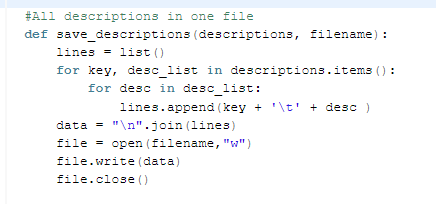 #All descriptions in one file
def save_descriptions(descriptions, filename):
    lines = list()
    for key, desc_list in descriptions.items():
        for desc in desc_list:
            lines.append(key + '\t' + desc )
    data = "\n".join(lines)
    file = open(filename,"w")
    file.write(data)
    file.close()